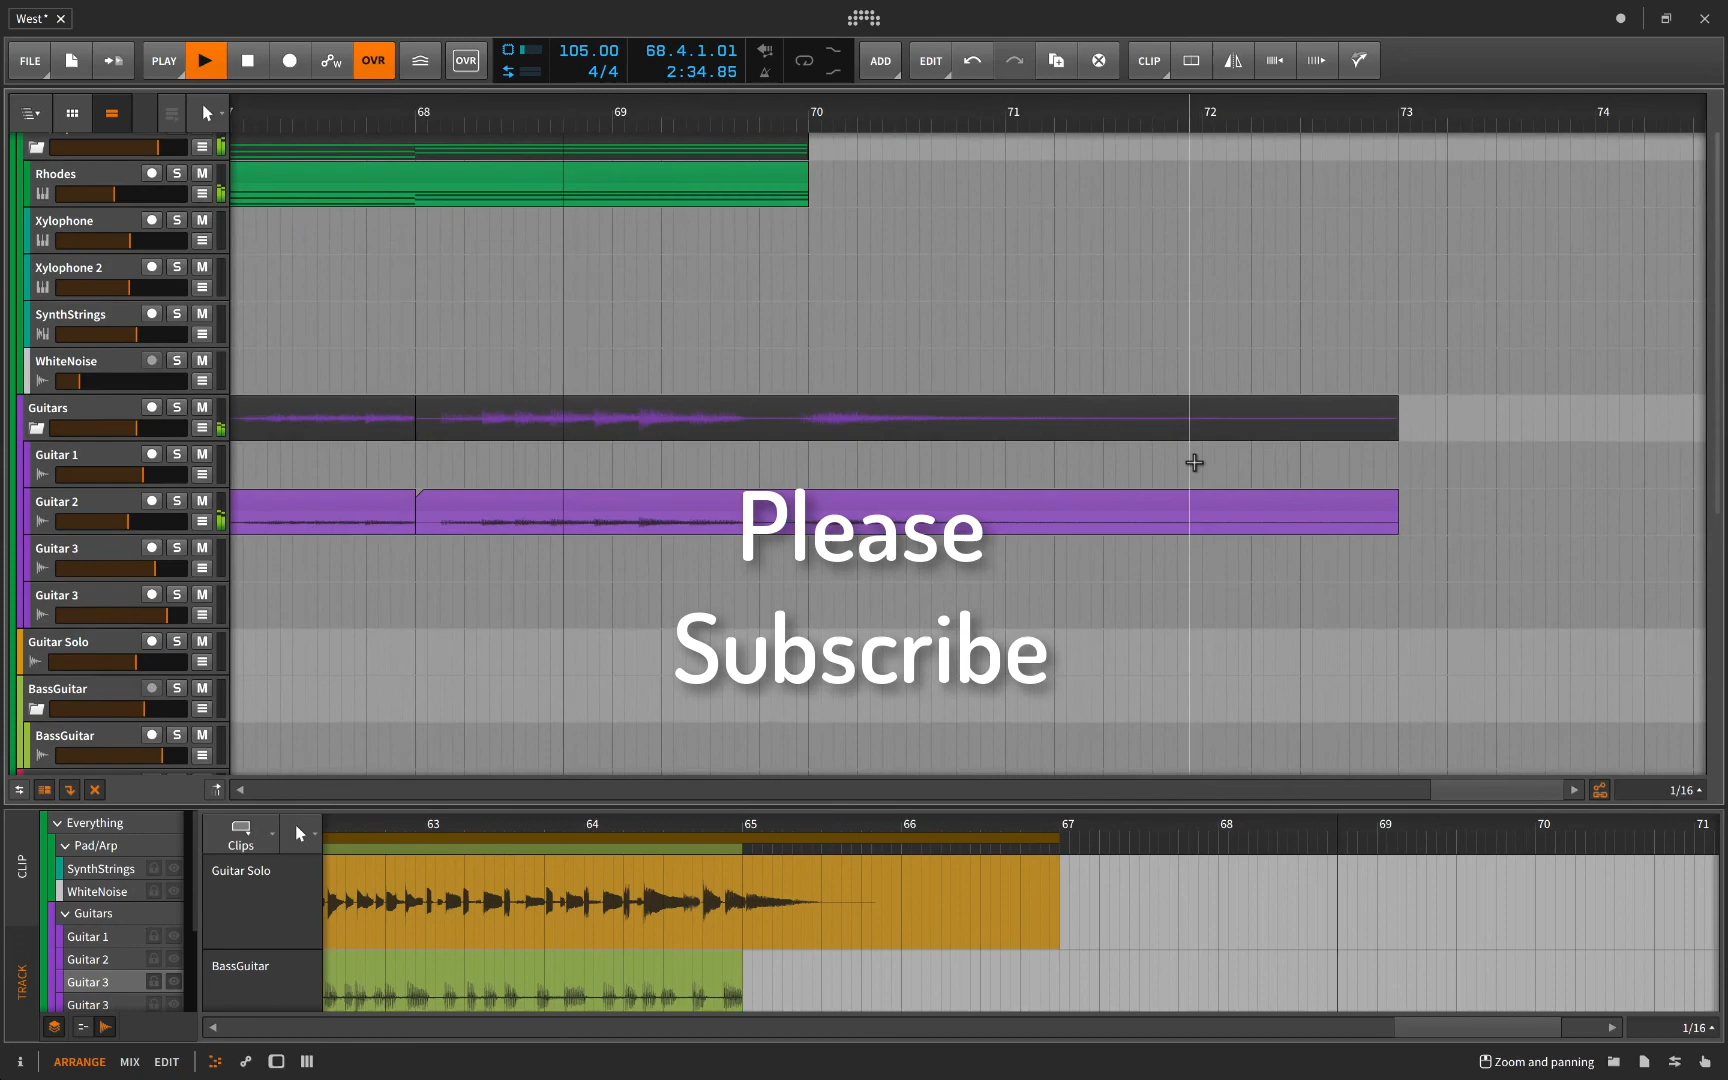 West*
FILE PLAY OVR OVR 105.00 68.4.1.01 ADD EDIT CLIP
4/4 2:34.85
68 69 70 71 72 73 74
Rhodes S M
Xylophone S M
Xylophone 2 S M
SynthStrings S M
WhiteNoise S M
Guitars S M
Guitar 1 S M
Guitar 2 S M
Guitar 3 S M
Guitar 3 S M
Guitar Solo S M
BassGuitar S M
BassGuitar S M
Please
Subscribe
1/16
CLIP
TRACK
Everything
Pad/Arp
SynthStrings
WhiteNoise
Guitars
Guitar 1
Guitar 2
Guitar 3
Guitar 3
Clips
63 64 65 66 67 68 69 70 71
Guitar Solo
BassGuitar
1/16
i ARRANGE MIX EDIT
Zoom and panning